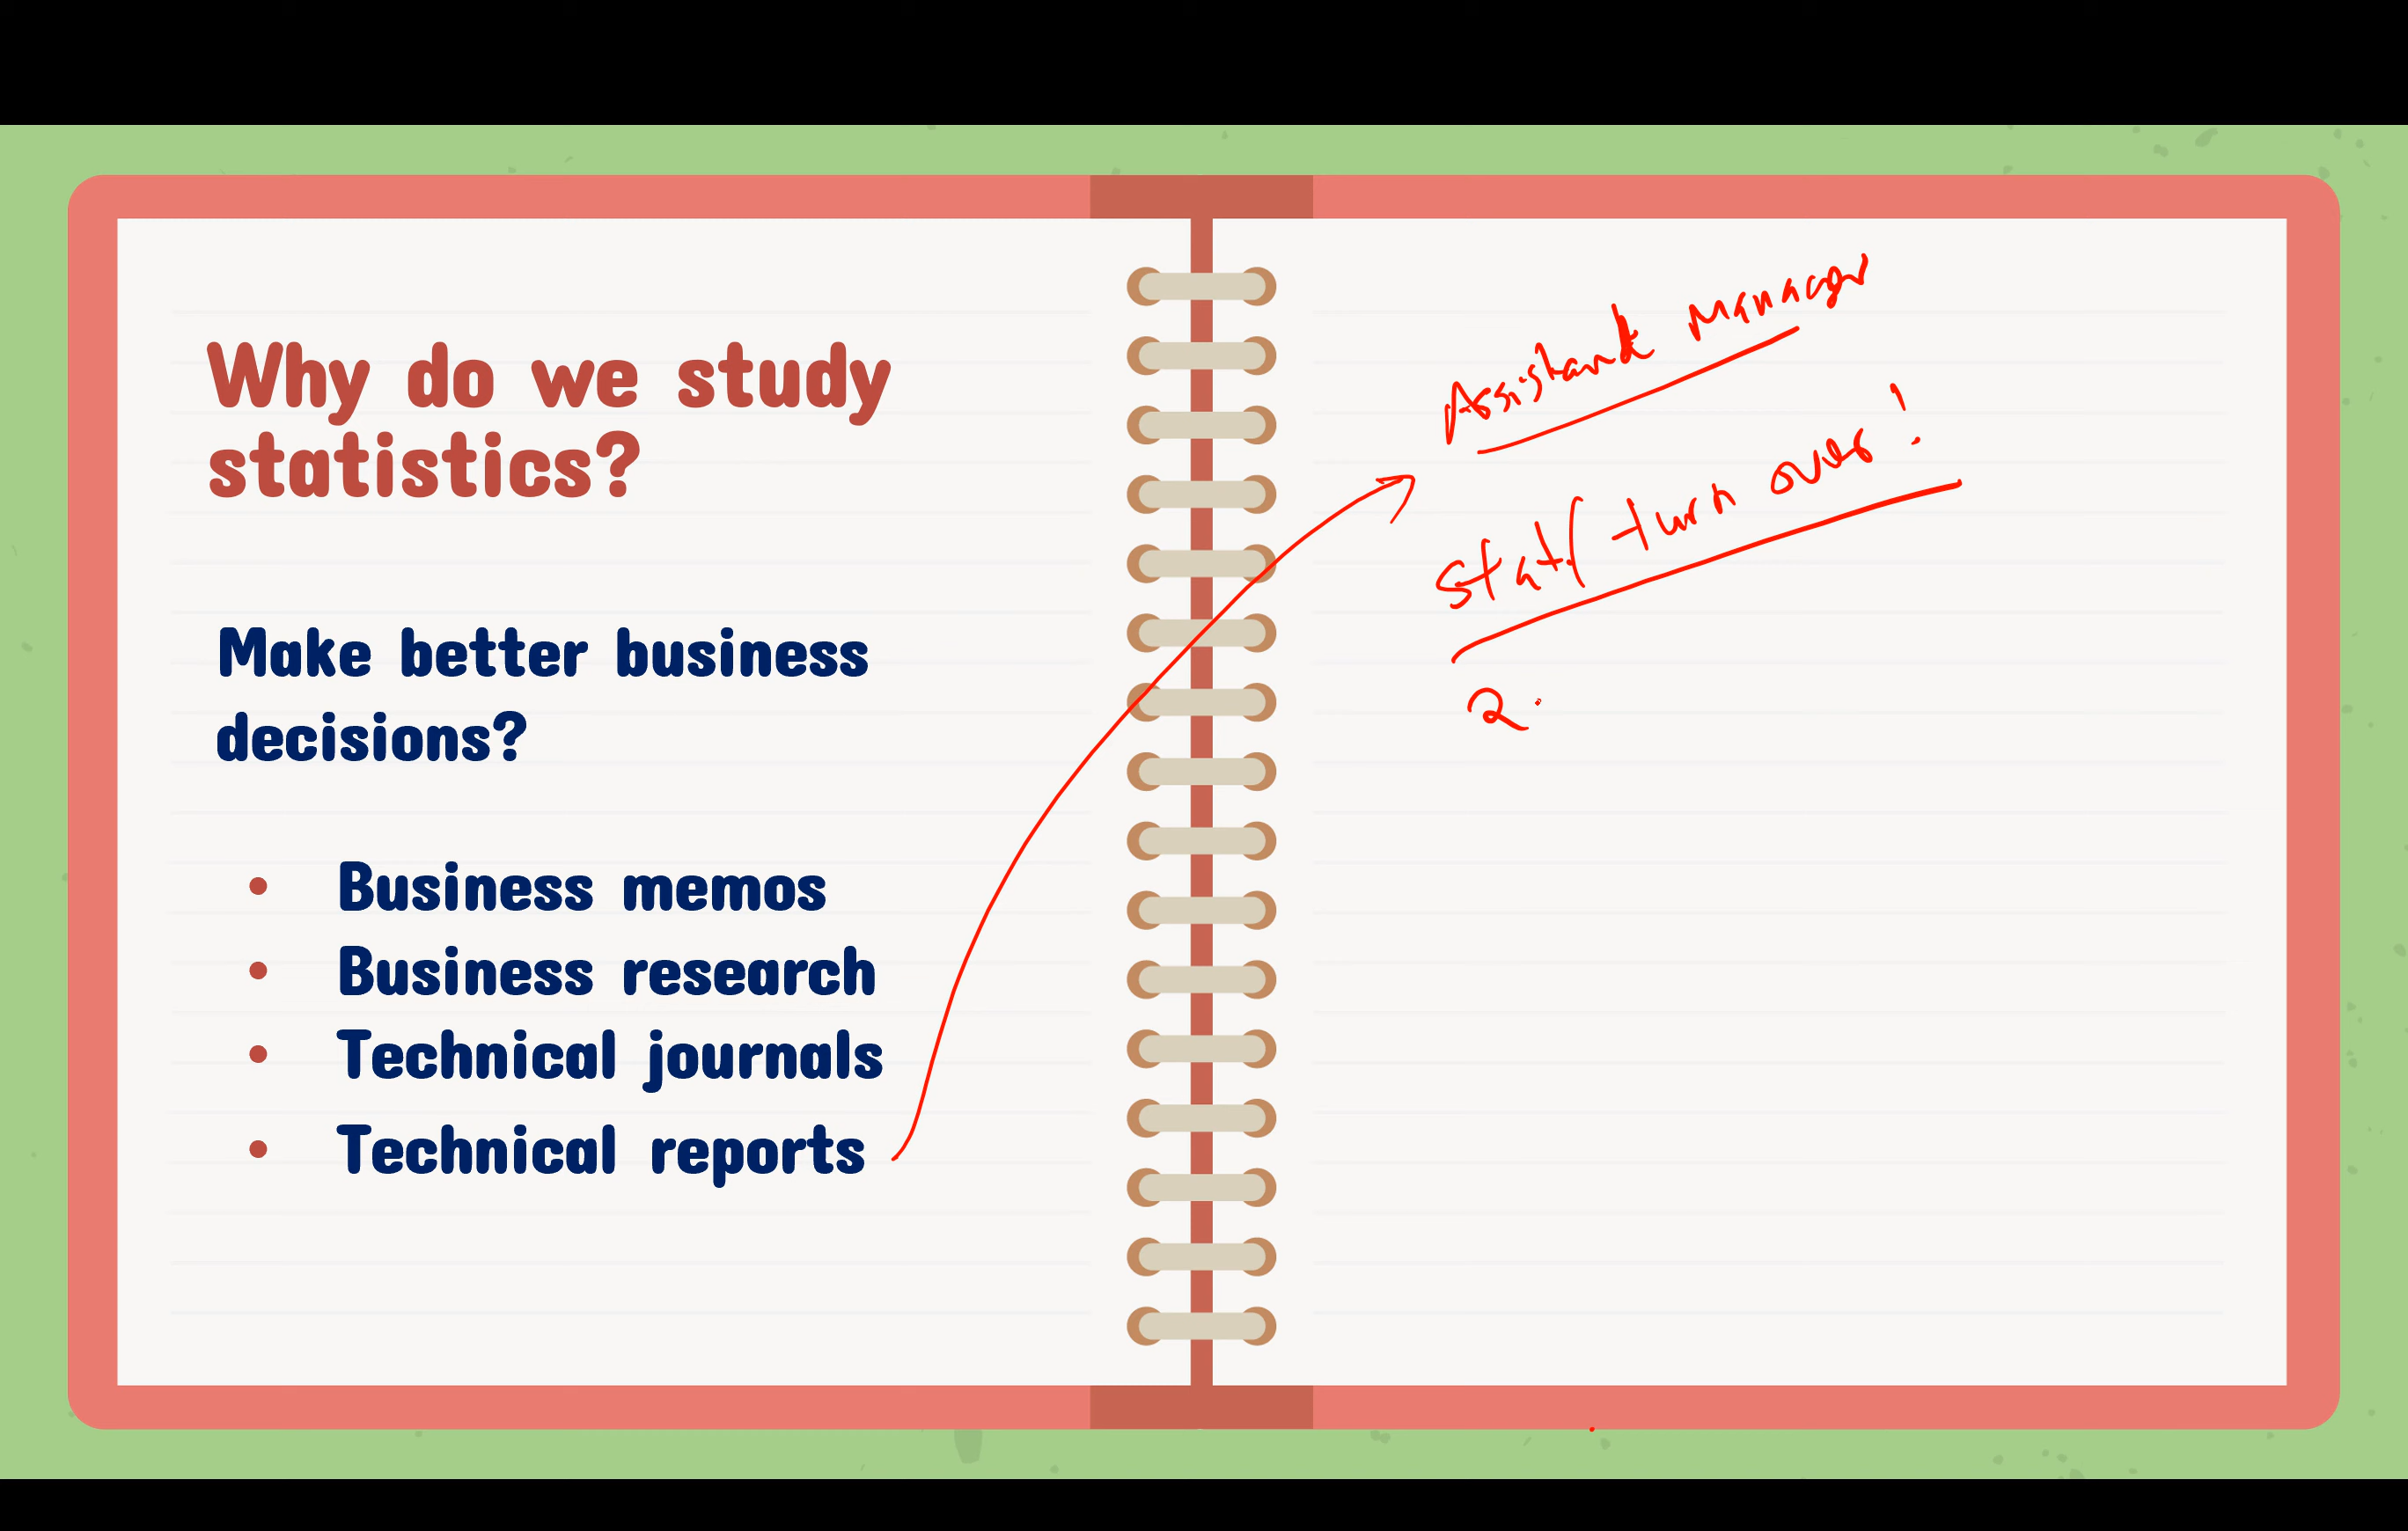 Why do we study
statistics?
Make better business
decisions?
• Business memos
• Business research
• Technical journals
• Technical reports
Assistant Manager
Staff turn over !
2.